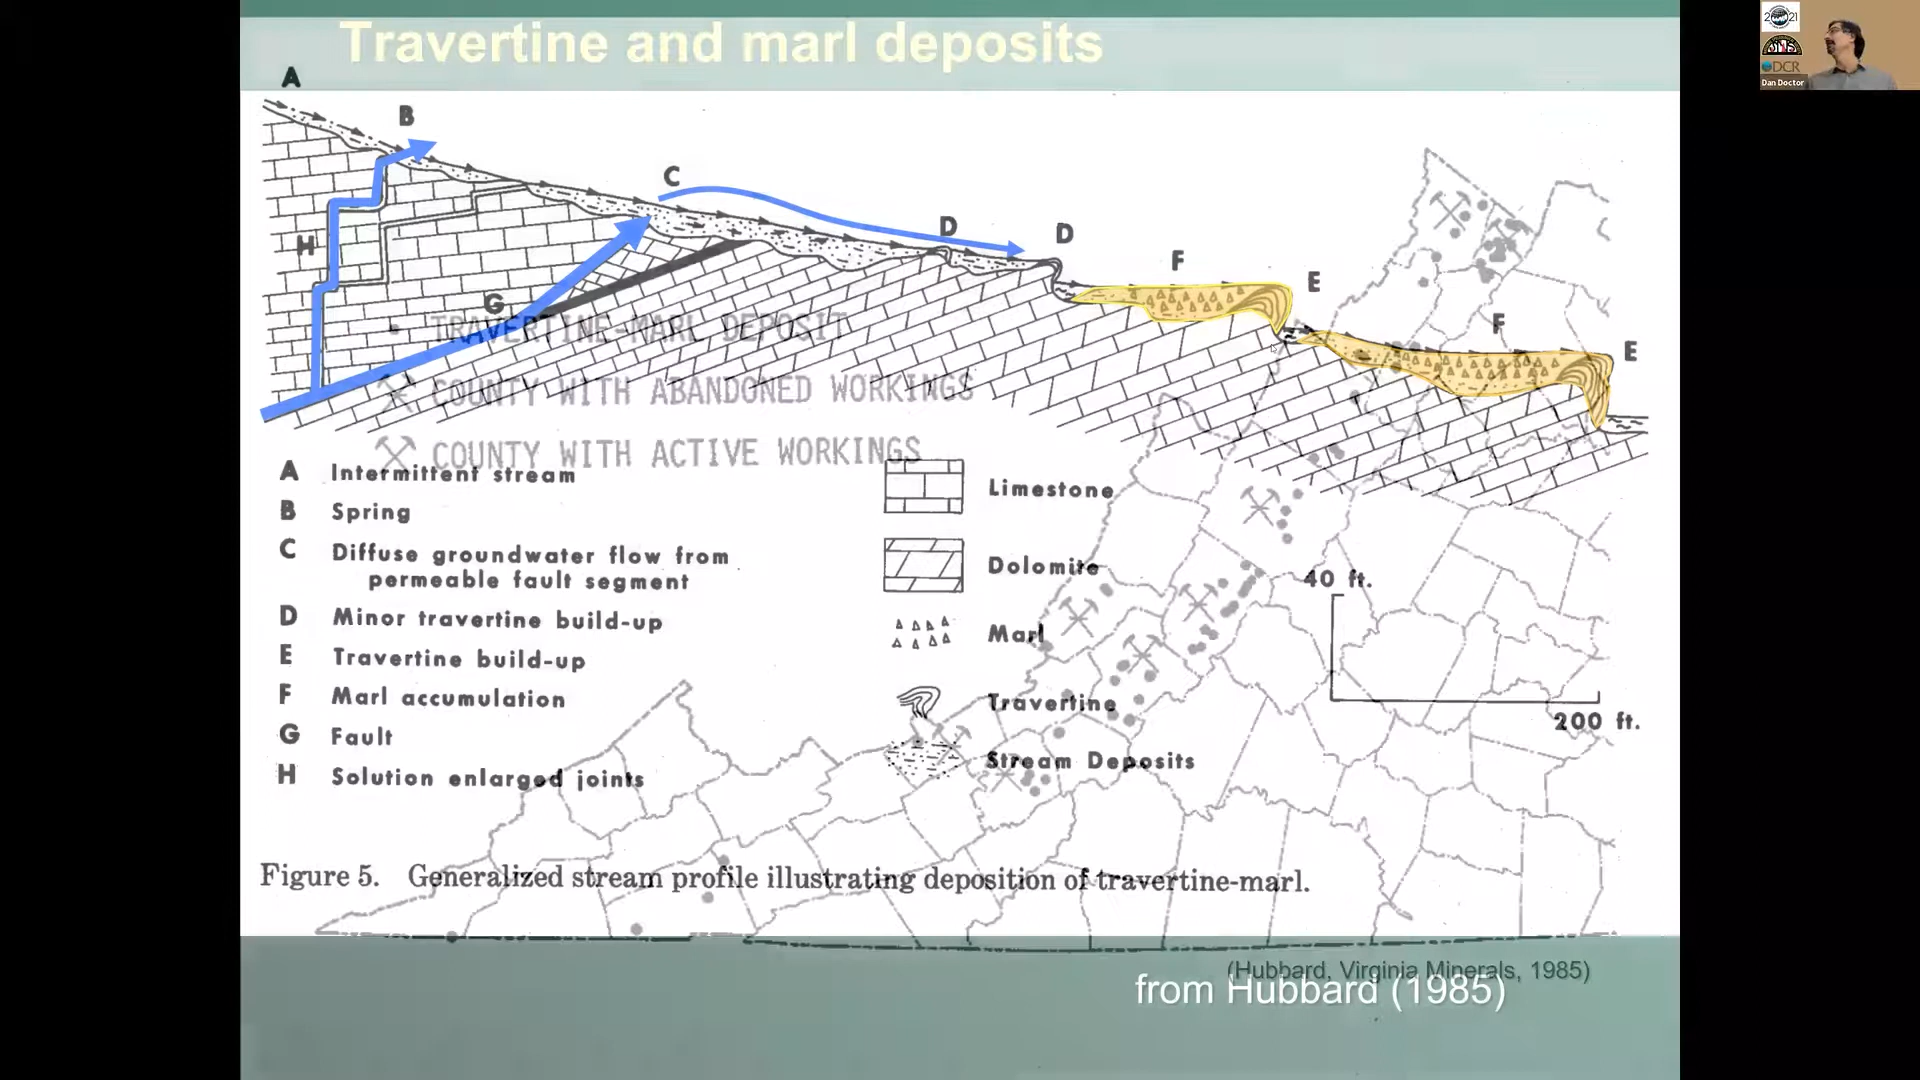 Travertine and marl deposits
2021
DCR
Dan Doctor
A
B
C
D
D
F
E
F
E
H
G
TRAVERTINE-MARL DEPOSIT
COUNTY WITH ABANDONED WORKINGS
COUNTY WITH ACTIVE WORKINGS
A Intermittent stream
B Spring
C Diffuse groundwater flow from
permeable fault segment
D Minor travertine build-up
E Travertine build-up
F Marl accumulation
G Fault
H Solution enlarged joints
Limestone
Dolomite
Marl
Travertine
Stream Deposits
40 ft.
200 ft.
Figure 5. Generalized stream profile illustrating deposition of travertine-marl.
(Hubbard, Virginia Minerals, 1985)
from Hubbard (1985)